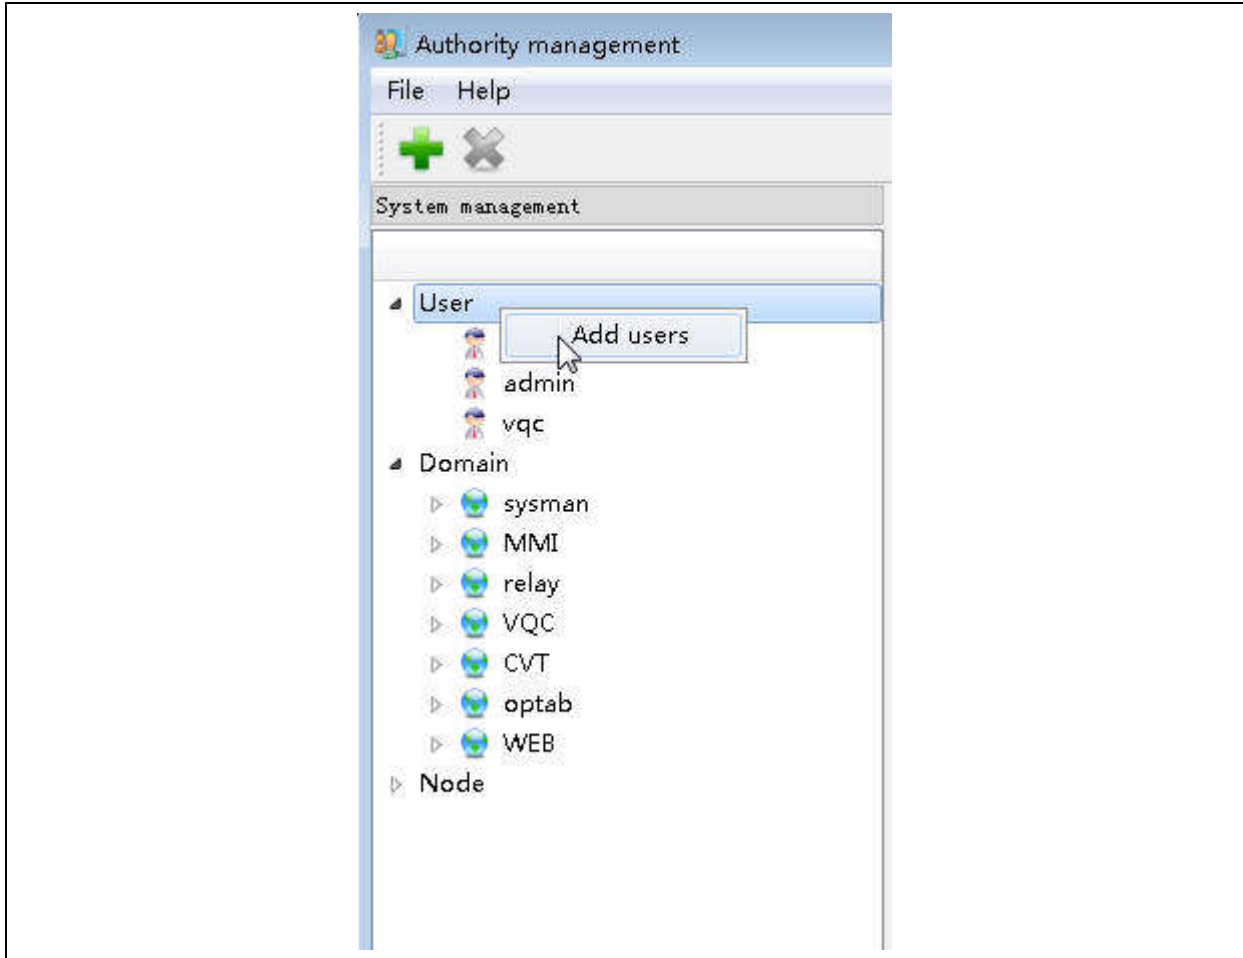 Authority management
File Help
System management
User
Add users
admin
vqc
Domain
sysman
MMI
relay
VQC
CVT
optab
WEB
Node